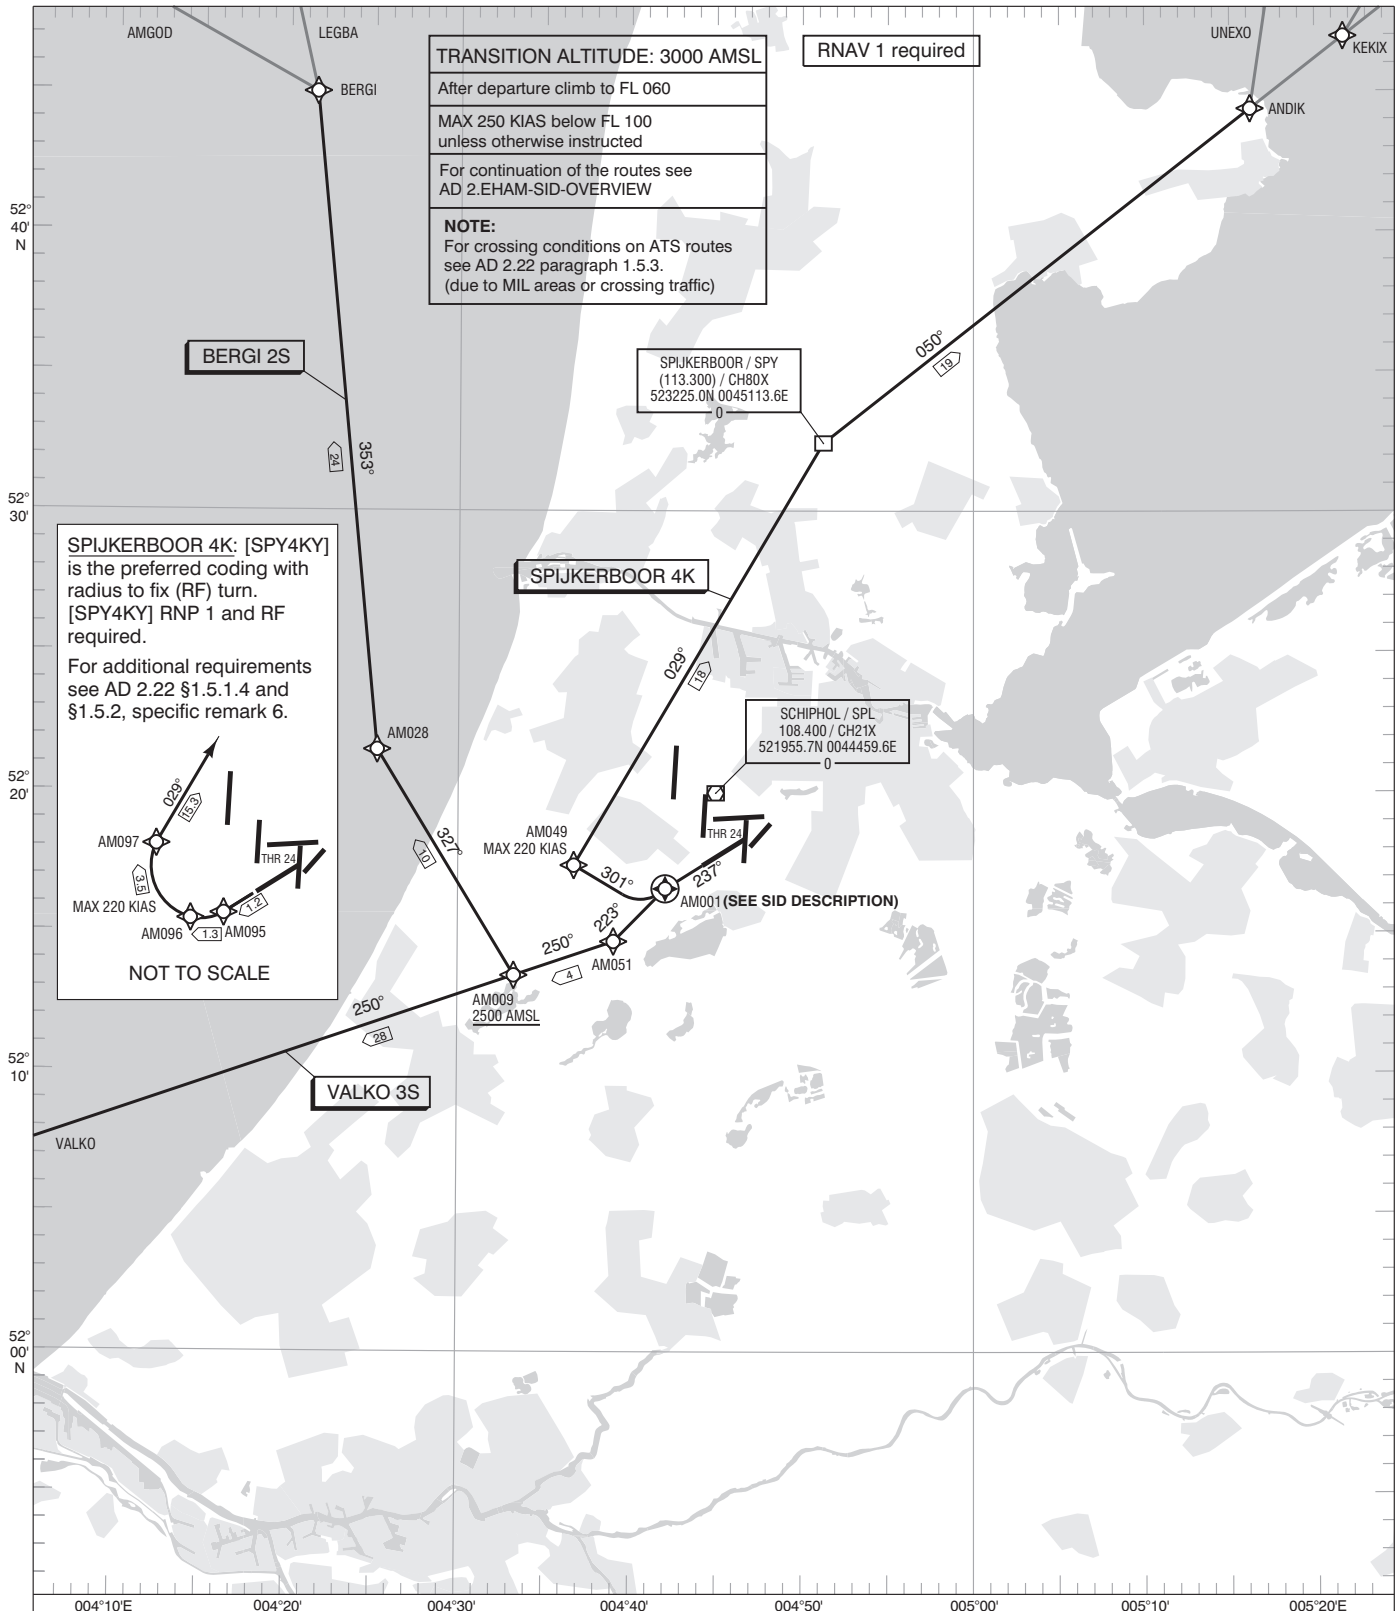 AMGOD
LEGBA
BERGI
TRANSITION ALTITUDE: 3000 AMSL
After departure climb to FL 060
MAX 250 KIAS below FL 100
unless otherwise instructed
For continuation of the routes see
AD 2.EHAM-SID-OVERVIEW
NOTE:
For crossing conditions on ATS routes
see AD 2.22 paragraph 1.5.3.
(due to MIL areas or crossing traffic)
RNAV 1 required
UNEXO
KEKIX
ANDIK
52°
40'
N
BERGI 2S
353°
24
SPIJKERBOOR / SPY
(113.300) / CH80X
523225.0N 0045113.6E
0
050°
19
52°
30'
SPIJKERBOOR 4K: [SPY4KY]
is the preferred coding with
radius to fix (RF) turn.
[SPY4KY] RNP 1 and RF
required.
For additional requirements
see AD 2.22 §1.5.1.4 and
§1.5.2, specific remark 6.
029°
15.3
AM097
3.5
THR 24
MAX 220 KIAS
1.2
AM096
1.3
AM095
NOT TO SCALE
SPIJKERBOOR 4K
029°
18
SCHIPHOL / SPL
108.400 / CH21X
521955.7N 0044459.6E
0
AM028
52°
20'
327°
10
AM049
MAX 220 KIAS
THR 24
301°
237°
AM001 (SEE SID DESCRIPTION)
223°
250°
4
AM051
AM009
2500 AMSL
250°
28
52°
10'
VALKO 3S
VALKO
52°
00'
N
004°10'E
004°20'
004°30'
004°40'
004°50'
005°00'
005°10'
005°20'E